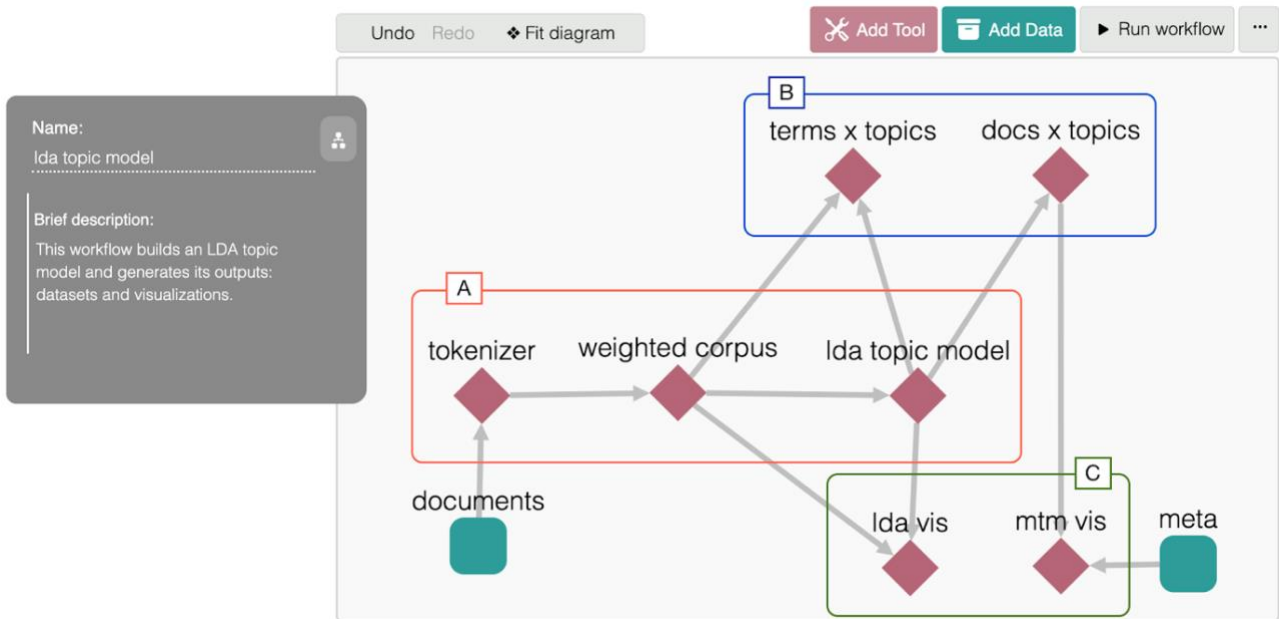 Undo Redo ❖ Fit diagram
Add Tool
Add Data
▶ Run workflow
...
Name:
lda topic model
Brief description:
This workflow builds an LDA topic
model and generates its outputs:
datasets and visualizations.
B
terms x topics
docs x topics
A
tokenizer
weighted corpus
lda topic model
C
documents
lda vis
mtm vis
meta